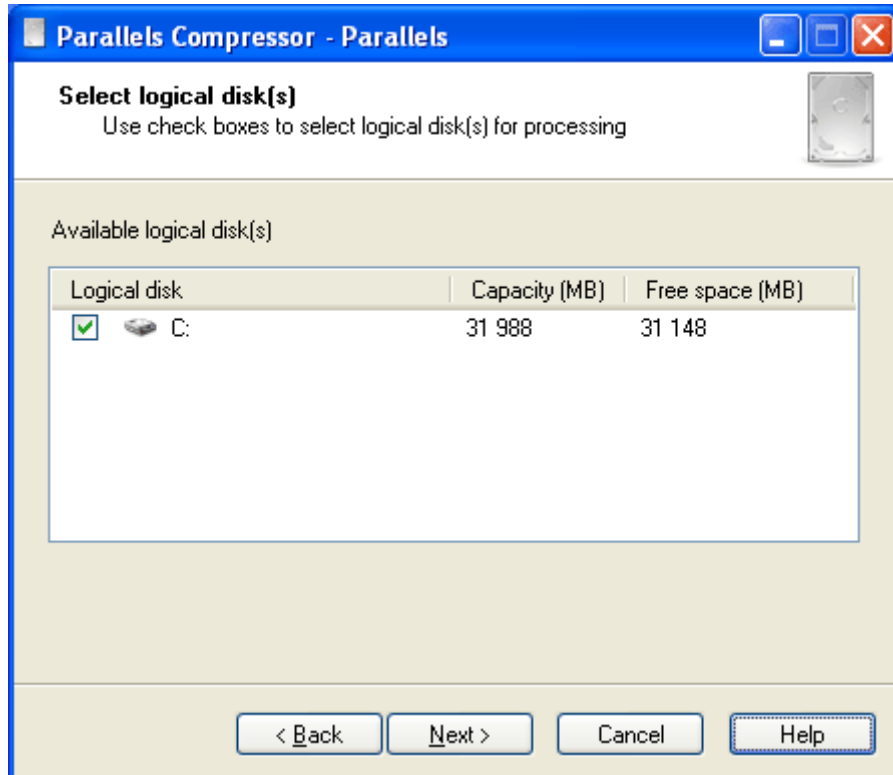 Parallels Compressor - Parallels
Select logical disk(s)
Use check boxes to select logical disk(s) for processing
Available logical disk(s)
Logical disk Capacity (MB) Free space (MB)
C: 31 988 31 148
< Back Next > Cancel Help